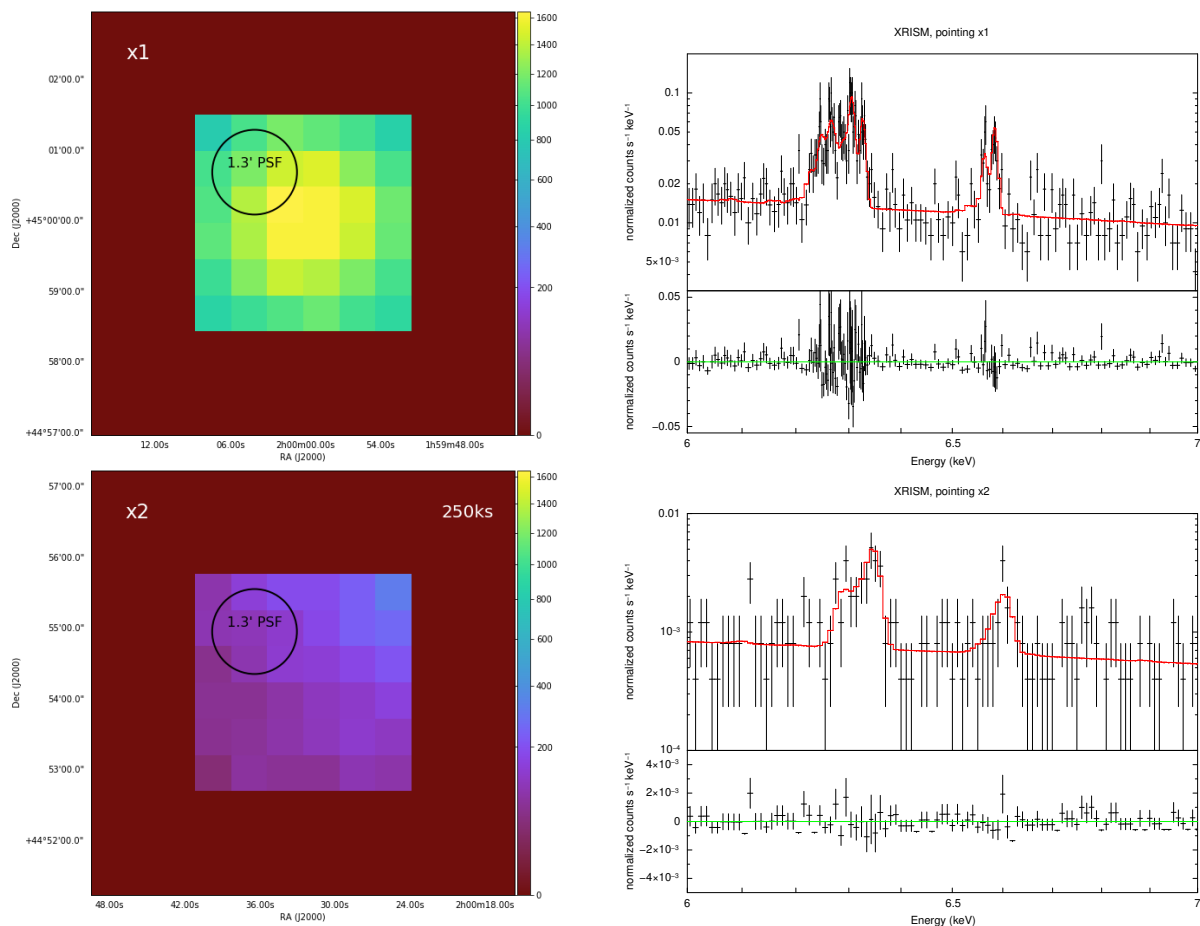 x1
1.3' PSF
02'00.0"
01'00.0"
+45°00'00.0"
59'00.0"
58'00.0"
+44°57'00.0"
Dec (J2000)
12.00s 06.00s 2h00m00.00s 54.00s 1h59m48.00s
RA (J2000)
1600
1400
1200
1000
800
600
400
200
0
XRISM, pointing x1
normalized counts s⁻¹ keV⁻¹
0.1
0.05
0.02
0.01
5×10⁻³
normalized counts s⁻¹ keV⁻¹
0.05
0
−0.05
6 6.5 7
Energy (keV)
x2 250ks
1.3' PSF
57'00.0"
56'00.0"
55'00.0"
54'00.0"
53'00.0"
+44°52'00.0"
Dec (J2000)
48.00s 42.00s 36.00s 30.00s 24.00s 2h00m18.00s
RA (J2000)
1600
1400
1200
1000
800
600
400
200
0
XRISM, pointing x2
normalized counts s⁻¹ keV⁻¹
0.01
10⁻³
10⁻⁴
normalized counts s⁻¹ keV⁻¹
4×10⁻³
2×10⁻³
0
−2×10⁻³
−4×10⁻³
6 6.5 7
Energy (keV)